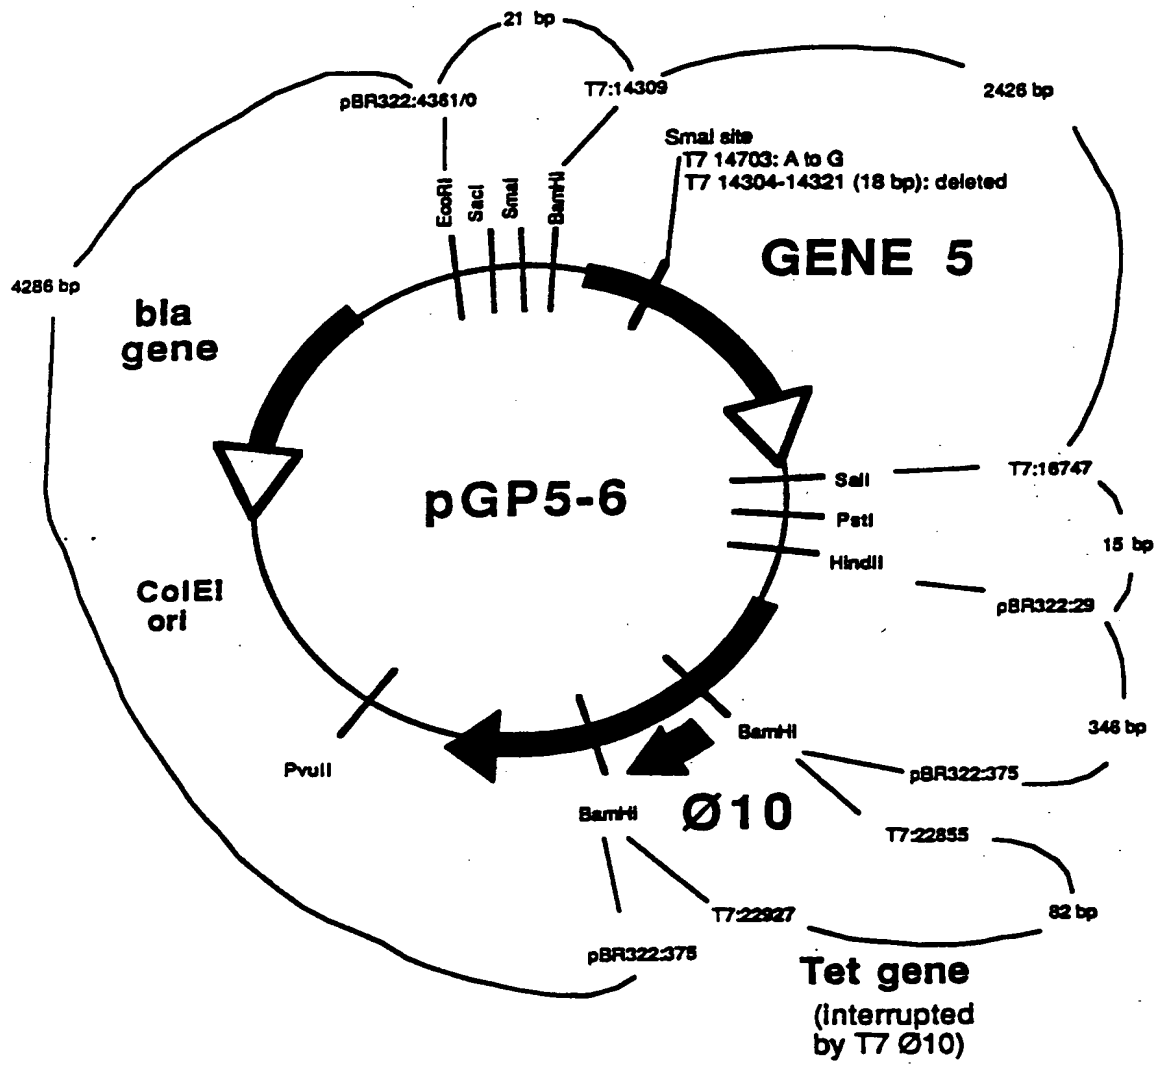 21 bp
pBR322:4361/0
T7:14309
2426 bp
SmaI site
T7 14703: A to G
T7 14304-14321 (18 bp): deleted
EcoRI
SacI
SmaI
BamHI
GENE 5
4286 bp
bla
gene
pGP5-6
SalI
T7:16747
PstI
15 bp
HindII
pBR322:29
ColEI
ori
346 bp
BamHI
pBR322:375
PvuII
BamHI
Ø10
T7:22855
T7:22927
82 bp
pBR322:375
Tet gene
(interrupted
by T7 Ø10)